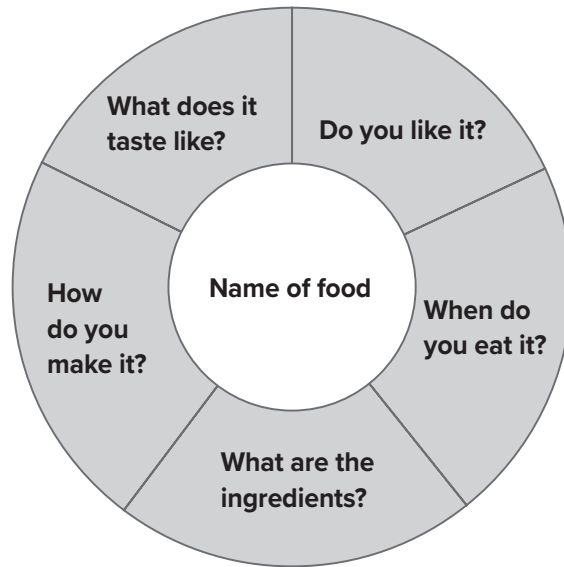 What does it
taste like?
Do you like it?
Name of food
How
do you
make it?
When do
you eat it?
What are the
ingredients?